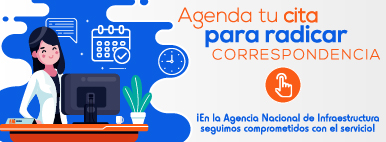 Agenda tu cita
para radicar
CORRESPONDENCIA
¡En la Agencia Nacional de Infraestructura
seguimos comprometidos con el servicio!